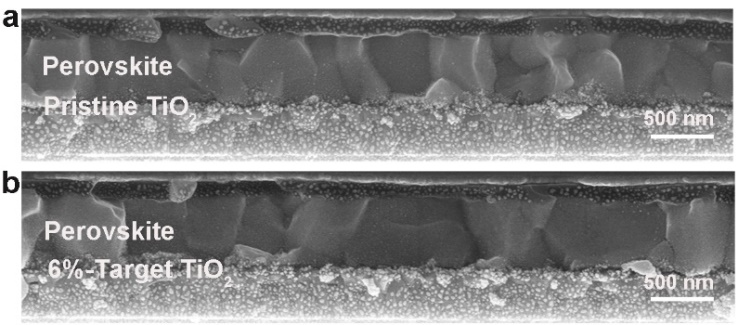 a
Perovskite
Pristine TiO₂
500 nm
b
Perovskite
6%-Target TiO₂
500 nm